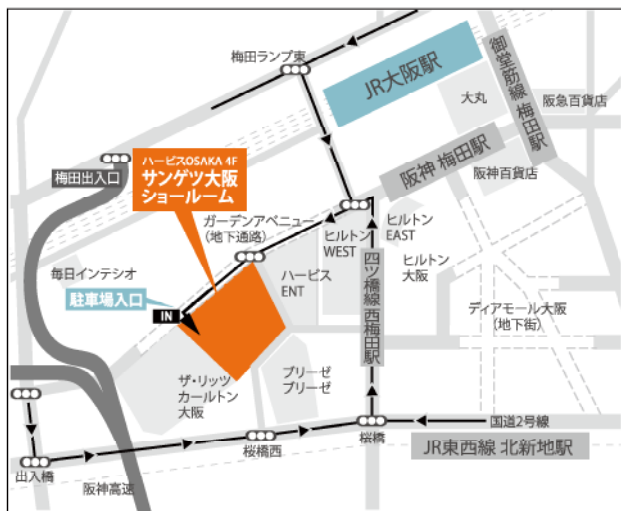 梅田ランプ東
JR大阪駅
御堂筋線 梅田駅
大丸
阪急百貨店
阪神 梅田駅
阪神百貨店
梅田出入口
ハービスOSAKA 4F
サンゲツ大阪
ショールーム
ガーデンアベニュー
(地下通路)
ヒルトン
WEST
ヒルトン
EAST
ヒルトン
大阪
四ツ橋線 西梅田駅
毎日インテシオ
ハービス
ENT
駐車場入口
IN
ディアモール大阪
(地下街)
ザ・リッツ
カールトン
大阪
ブリーゼ
ブリーゼ
国道2号線
桜橋西
桜橋
JR東西線 北新地駅
出入橋
阪神高速